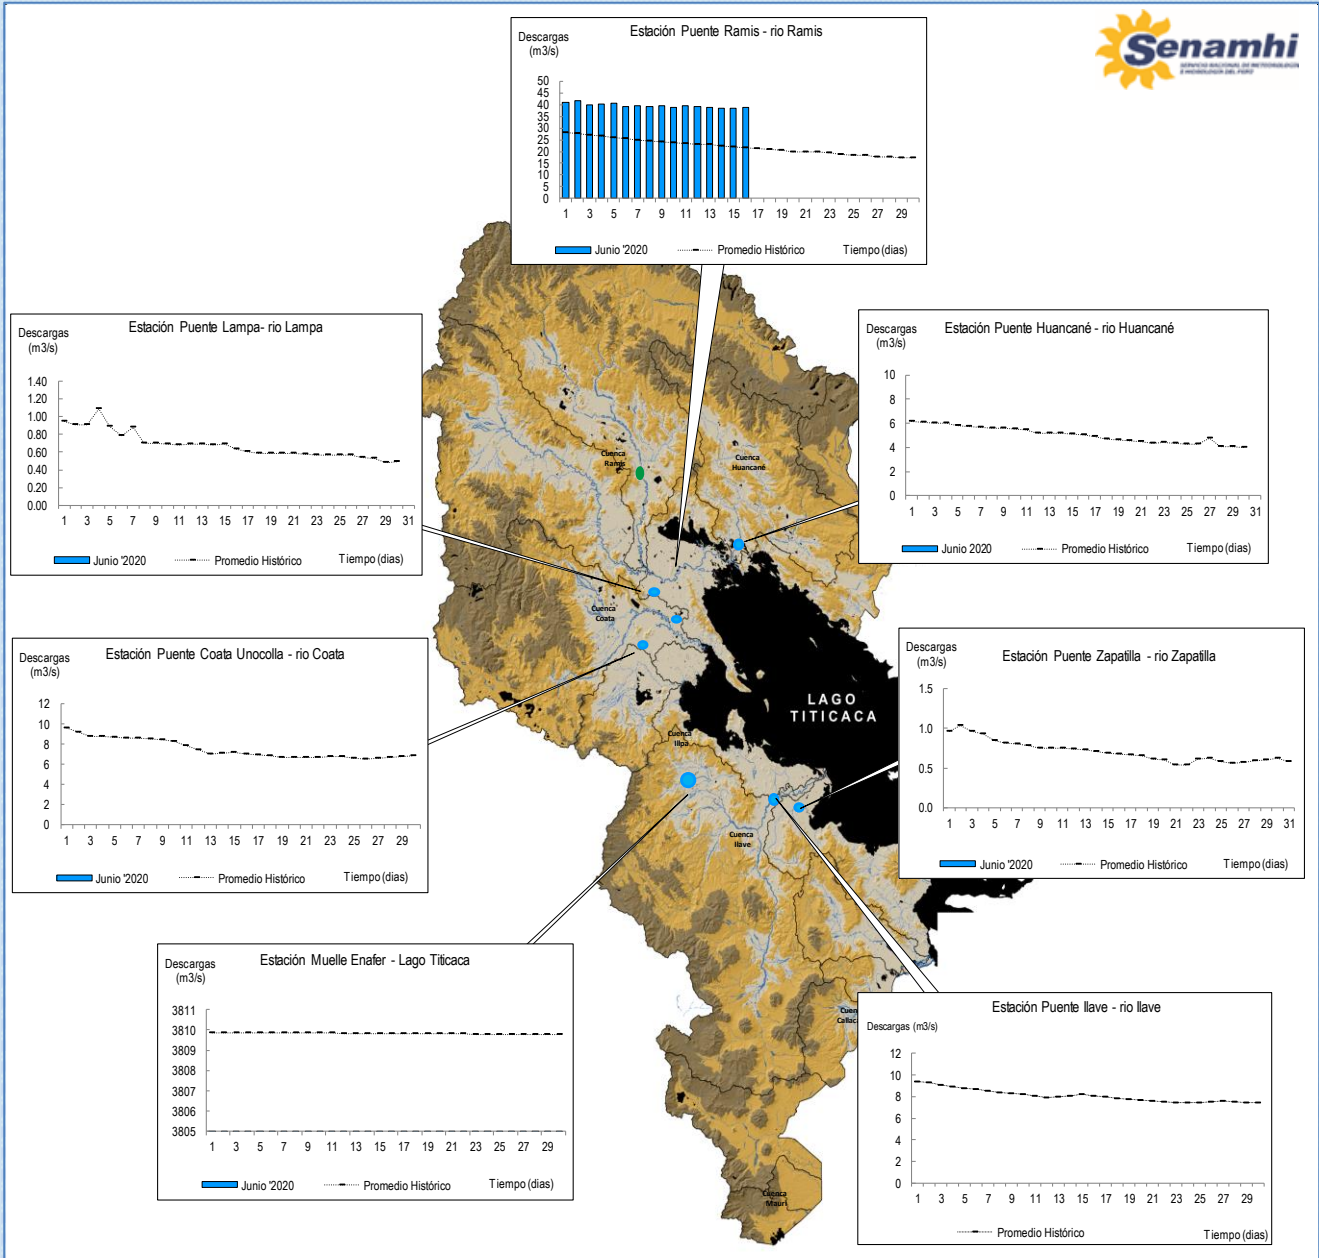 Estación Puente Ramis - rio Ramis
Descargas
(m3/s)
50
45
40
35
30
25
20
15
10
5
0
1 3 5 7 9 11 13 15 17 19 21 23 25 27 29
Junio '2020 Promedio Histórico Tiempo (dias)
Senamhi
SERVICIO NACIONAL DE METEOROLOGÍA
E HIDROLOGÍA DEL PERÚ
Estación Puente Lampa- rio Lampa
Descargas
(m3/s)
1.40
1.20
1.00
0.80
0.60
0.40
0.20
0.00
1 3 5 7 9 11 13 15 17 19 21 23 25 27 29 31
Junio '2020 Promedio Histórico Tiempo (dias)
Estación Puente Huancané - rio Huancané
Descargas
(m3/s)
10
8
6
4
2
0
1 3 5 7 9 11 13 15 17 19 21 23 25 27 29 31
Junio 2020 Promedio Histórico Tiempo (dias)
Cuenca
Ramis
Cuenca
Huancané
Cuenca
Coata
LAGO
TITICACA
Cuenca
Illpa
Cuenca
Ilave
Cuen
Callac
Cuenca
Mauri
Estación Puente Coata Unocolla - rio Coata
Descargas
(m3/s)
12
10
8
6
4
2
0
1 3 5 7 9 11 13 15 17 19 21 23 25 27 29
Junio '2020 Promedio Histórico Tiempo (dias)
Estación Puente Zapatilla - rio Zapatilla
Descargas
(m3/s)
1.5
1.0
0.5
0.0
1 3 5 7 9 11 13 15 17 19 21 23 25 27 29 31
Junio '2020 Promedio Histórico Tiempo (dias)
Estación Muelle Enafer - Lago Titicaca
Descargas
(m3/s)
3811
3810
3809
3808
3807
3806
3805
1 3 5 7 9 11 13 15 17 19 21 23 25 27 29
Junio '2020 Promedio Histórico Tiempo (dias)
Estación Puente Ilave - rio Ilave
Descargas (m3/s)
12
10
8
6
4
2
0
1 3 5 7 9 11 13 15 17 19 21 23 25 27 29
Promedio Histórico Tiempo (dias)